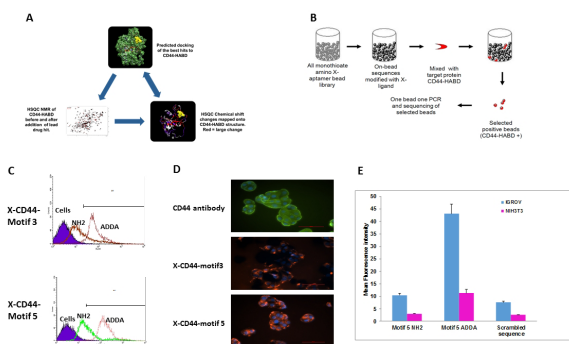 A
Predicted docking
of the best hits to
CD44-HABD
HSQC NMR of
CD44-HABD
before and after
addition of lead
drug hit.
HSQC Chemical shift
changes mapped onto
CD44-HABD structure.
Red = large change
B
All monothioate
amino X-
aptamer bead
library
On-bead
sequences
modified with X-
ligand
Mixed with
target protein
CD44-HABD
One bead one PCR
and sequencing of
selected beads
Selected
positive beads
(CD44-HABD +)
C
X-CD44-
Motif 3
Cells
NH2
ADDA
X-CD44-
Motif 5
Cells
NH2
ADDA
D
CD44 antibody
X-CD44-motif3
X-CD44-motif 5
E
Mean Fluorescence intensity
50
45
40
35
30
25
20
15
10
5
0
IGROV
NIH3T3
Motif 5 NH2
Motif 5 ADDA
Scrambled
sequence